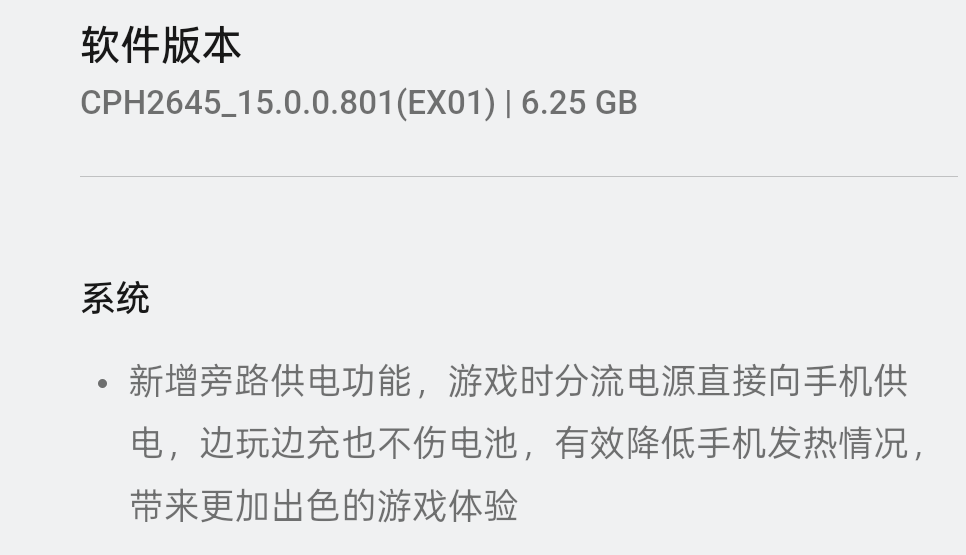 软件版本
CPH2645_15.0.0.801(EX01) | 6.25 GB
系统
• 新增旁路供电功能，游戏时分流电源直接向手机供
电，边玩边充也不伤电池，有效降低手机发热情况，
带来更加出色的游戏体验